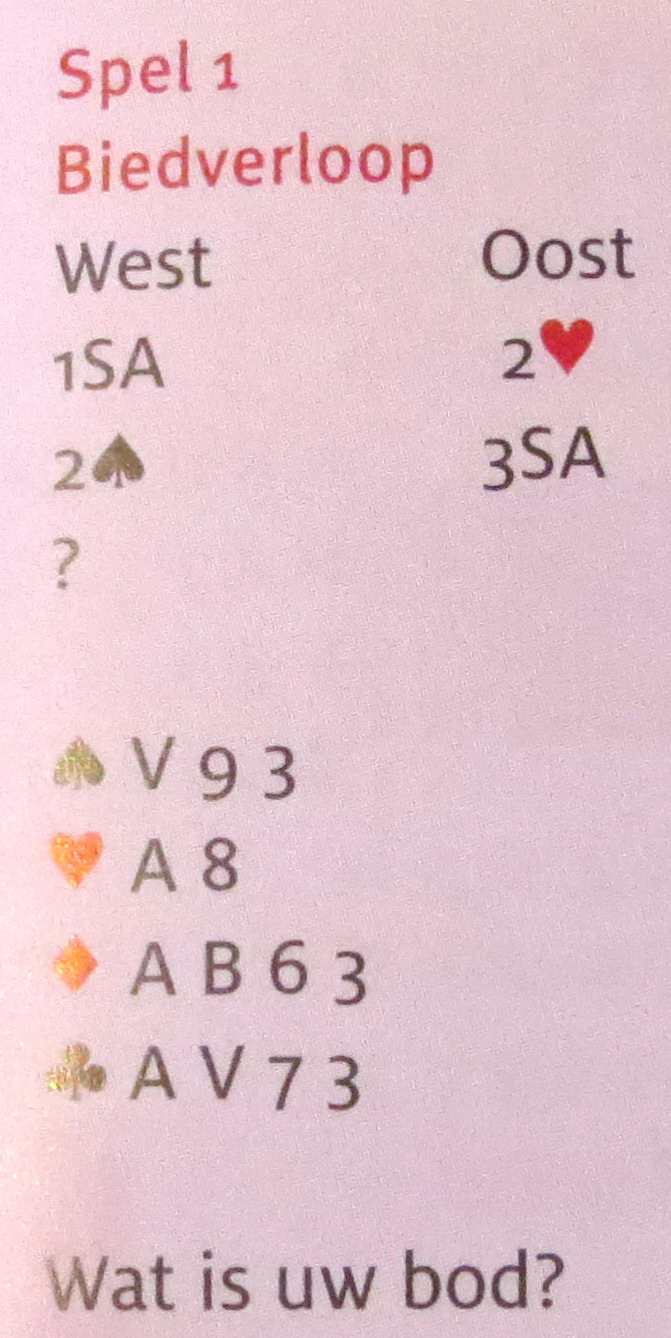 Spel 1
Biedverloop
West Oost
1SA 2♥
2♠ 3SA
?
♠ V 9 3
♥ A 8
♦ A B 6 3
♣ A V 7 3
Wat is uw bod?